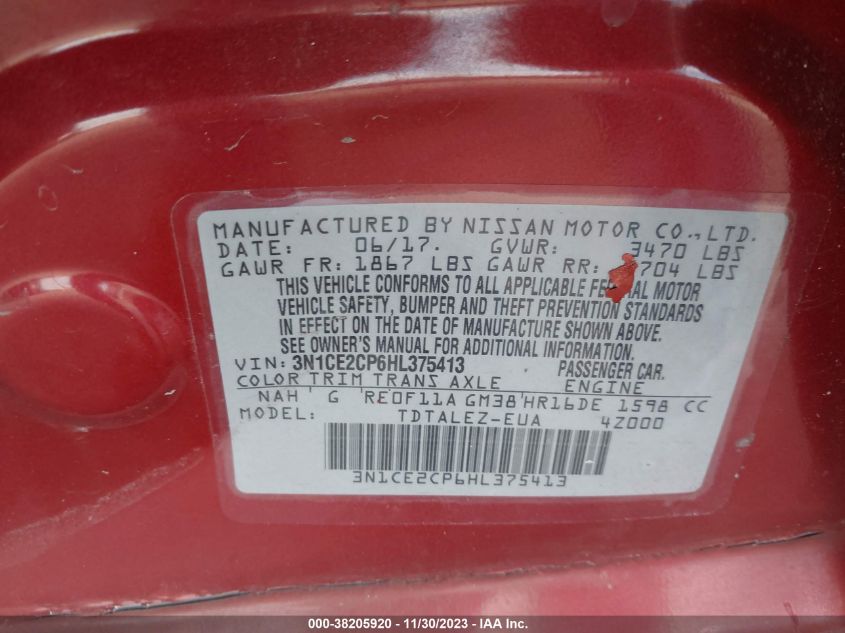 MANUFACTURED BY NISSAN MOTOR CO., LTD.
DATE: 06/17. GVWR: 3470 LBS
GAWR FR: 1867 LBS GAWR RR: 704 LBS
THIS VEHICLE CONFORMS TO ALL APPLICABLE FEDERAL MOTOR
VEHICLE SAFETY, BUMPER AND THEFT PREVENTION STANDARDS
IN EFFECT ON THE DATE OF MANUFACTURE SHOWN ABOVE.
SEE OWNER'S MANUAL FOR ADDITIONAL INFORMATION.
VIN: 3N1CE2CP6HL375413 PASSENGER CAR.
COLOR TRIM TRANS AXLE ENGINE
NAH G RE0F11A GM38 HR16DE 1598 CC
MODEL: TDTALEZ-EUA 4Z000
3N1CE2CP6HL375413
000-38205920 - 11/30/2023 - IAA Inc.